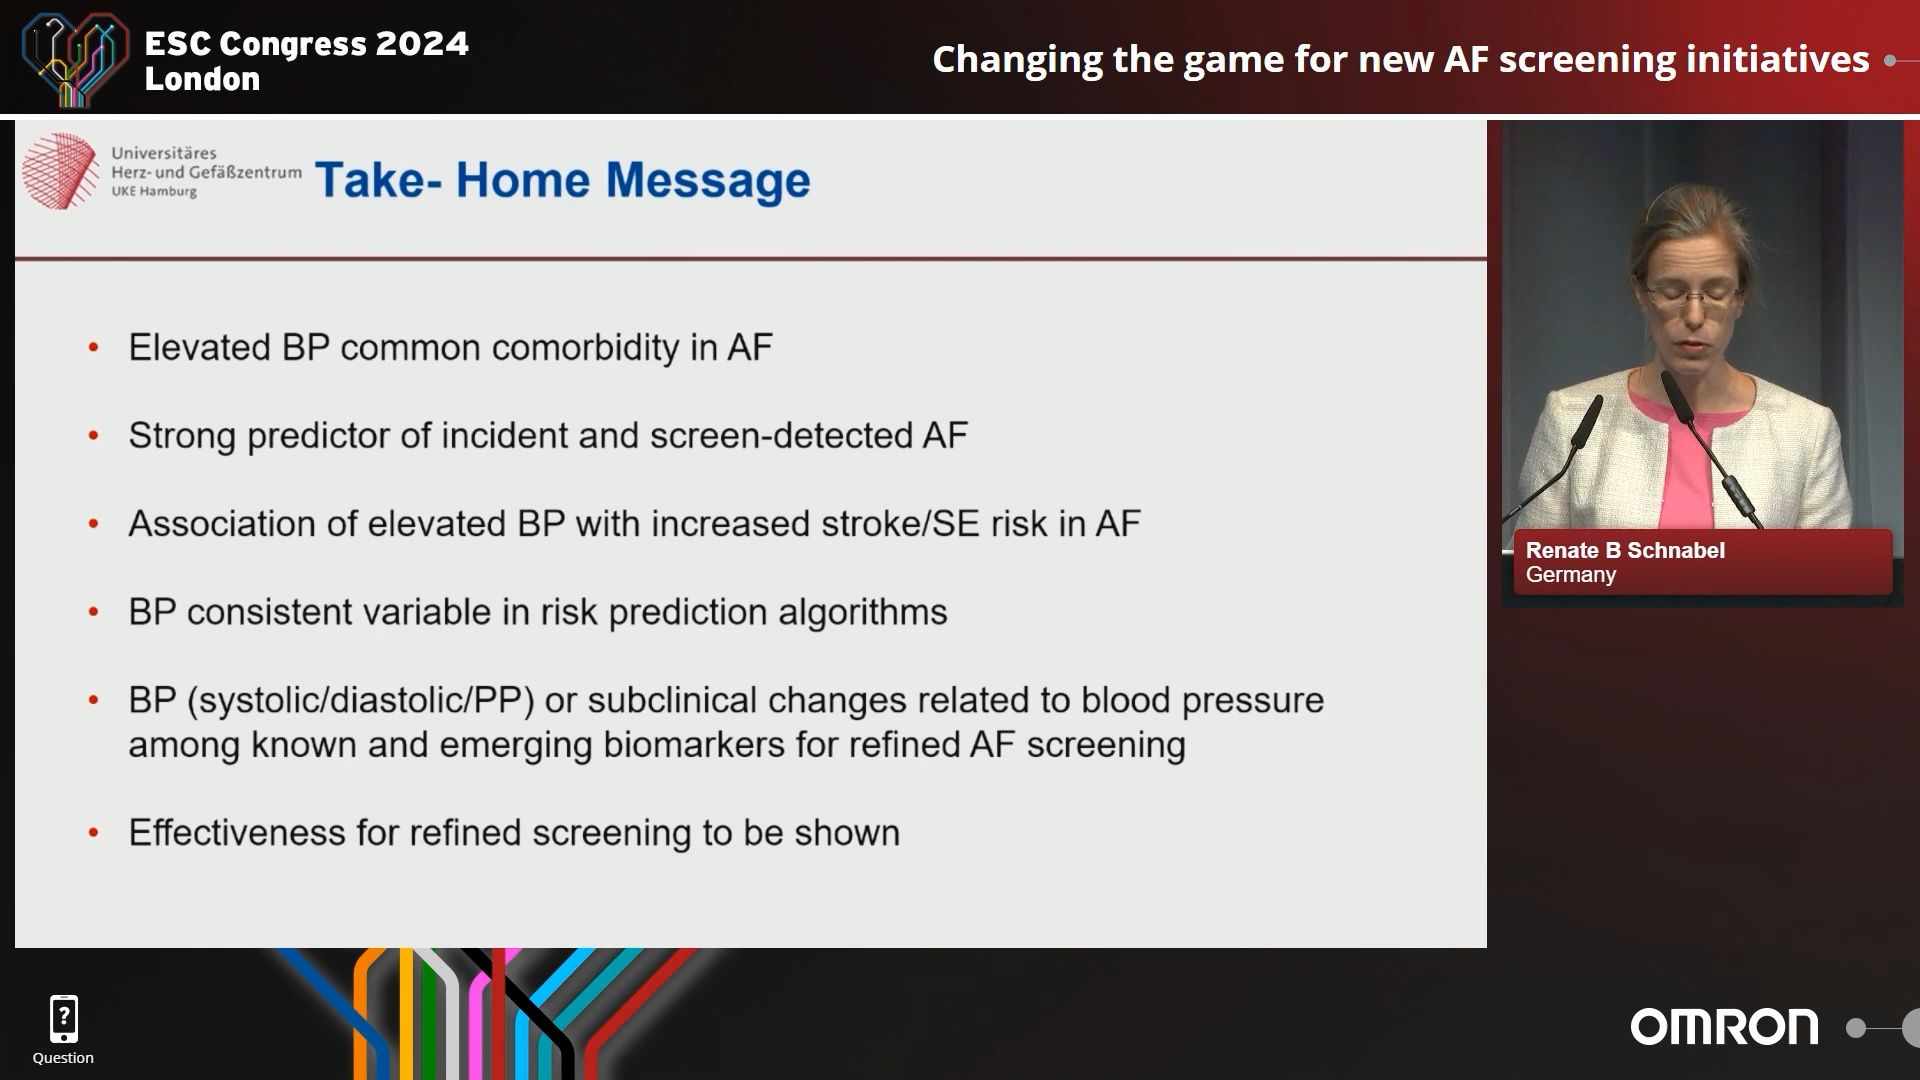 ESC Congress 2024
London
Changing the game for new AF screening initiatives
Universitäres
Herz- und Gefäßzentrum
UKE Hamburg
Take- Home Message
• Elevated BP common comorbidity in AF
• Strong predictor of incident and screen-detected AF
• Association of elevated BP with increased stroke/SE risk in AF
• BP consistent variable in risk prediction algorithms
• BP (systolic/diastolic/PP) or subclinical changes related to blood pressure
among known and emerging biomarkers for refined AF screening
• Effectiveness for refined screening to be shown
Renate B Schnabel
Germany
?
Question
OMRON